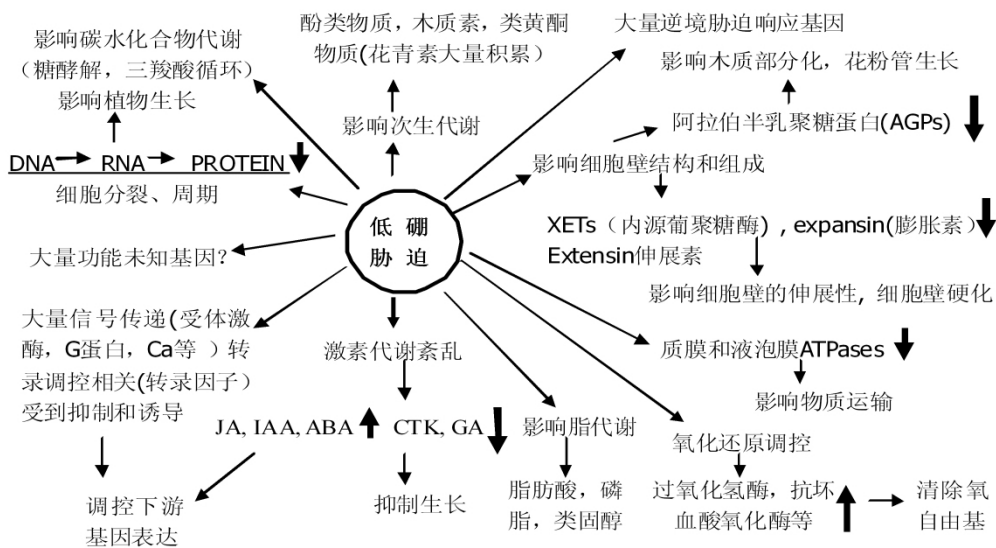 影响碳水化合物代谢
（糖酵解，三羧酸循环）
影响植物生长
DNA RNA PROTEIN
细胞分裂、周期
酚类物质，木质素，类黄酮
物质(花青素大量积累）
影响次生代谢
大量逆境胁迫响应基因
影响木质部分化，花粉管生长
阿拉伯半乳聚糖蛋白(AGPs)
影响细胞壁结构和组成
XETs（内源葡聚糖酶）, expansin(膨胀素）
Extensin伸展素
影响细胞壁的伸展性, 细胞壁硬化
低 硼
胁 迫
大量功能未知基因？
大量信号传递(受体激
酶，G蛋白，Ca等 ）转
录调控相关(转录因子）
受到抑制和诱导
调控下游
基因表达
激素代谢紊乱
JA, IAA, ABA CTK, GA
抑制生长
影响脂代谢
脂肪酸，磷
脂，类固醇
质膜和液泡膜ATPases
影响物质运输
氧化还原调控
过氧化氢酶，抗坏
血酸氧化酶等
清除氧
自由基